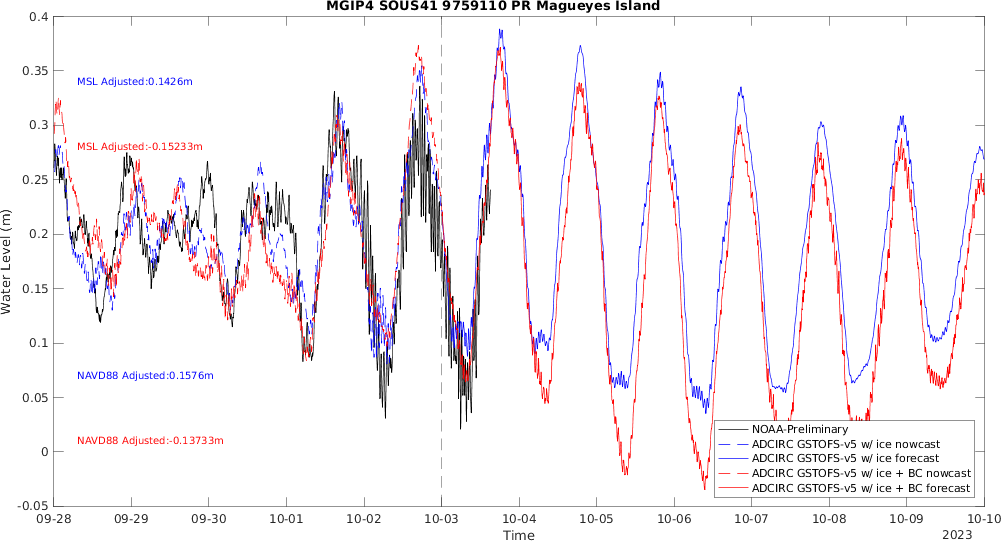 MGIP4 SOUS41 9759110 PR Magueyes Island
0.4
0.35
0.3
0.25
0.2
0.15
0.1
0.05
0
-0.05
Water Level (m)
MSL Adjusted:0.1426m
MSL Adjusted:-0.15233m
NAVD88 Adjusted:0.1576m
NAVD88 Adjusted:-0.13733m
NOAA-Preliminary
ADCIRC GSTOFS-v5 w/ ice nowcast
ADCIRC GSTOFS-v5 w/ ice forecast
ADCIRC GSTOFS-v5 w/ ice + BC nowcast
ADCIRC GSTOFS-v5 w/ ice + BC forecast
09-28 09-29 09-30 10-01 10-02 10-03 10-04 10-05 10-06 10-07 10-08 10-09 10-10
Time
2023